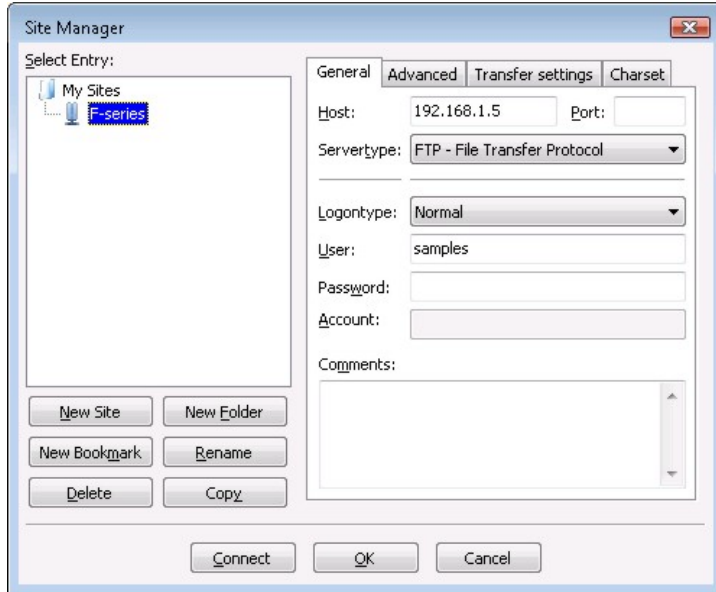 Site Manager
Select Entry:
My Sites
F-series
New Site
New Folder
New Bookmark
Rename
Delete
Copy
General
Advanced
Transfer settings
Charset
Host:
192.168.1.5
Port:
Servertype:
FTP - File Transfer Protocol
Logontype:
Normal
User:
samples
Password:
Account:
Comments:
Connect
OK
Cancel